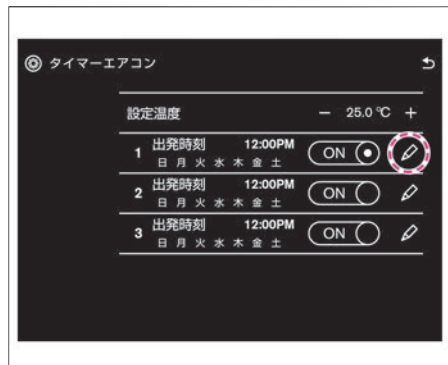 タイマーエアコン
設定温度 － 25.0 ℃ ＋
1 出発時刻 12:00PM ON
日 月 火 水 木 金 土
2 出発時刻 12:00PM ON
日 月 火 水 木 金 土
3 出発時刻 12:00PM ON
日 月 火 水 木 金 土